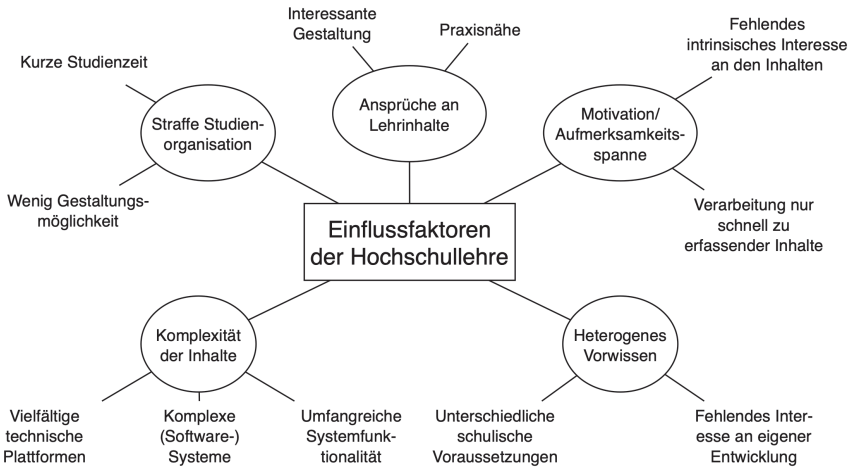 Interessante
Gestaltung
Praxisnähe
Fehlendes
intrinsisches Interesse
an den Inhalten
Kurze Studienzeit
Straffe Studien-
organisation
Ansprüche an
Lehrinhalte
Motivation/
Aufmerksamkeits-
spanne
Wenig Gestaltungs-
möglichkeit
Verarbeitung nur
schnell zu
erfassender Inhalte
Einflussfaktoren
der Hochschullehre
Komplexität
der Inhalte
Heterogenes
Vorwissen
Vielfältige
technische
Plattformen
Komplexe
(Software-)
Systeme
Umfangreiche
Systemfunk-
tionalität
Unterschiedliche
schulische
Voraussetzungen
Fehlendes Inter-
esse an eigener
Entwicklung